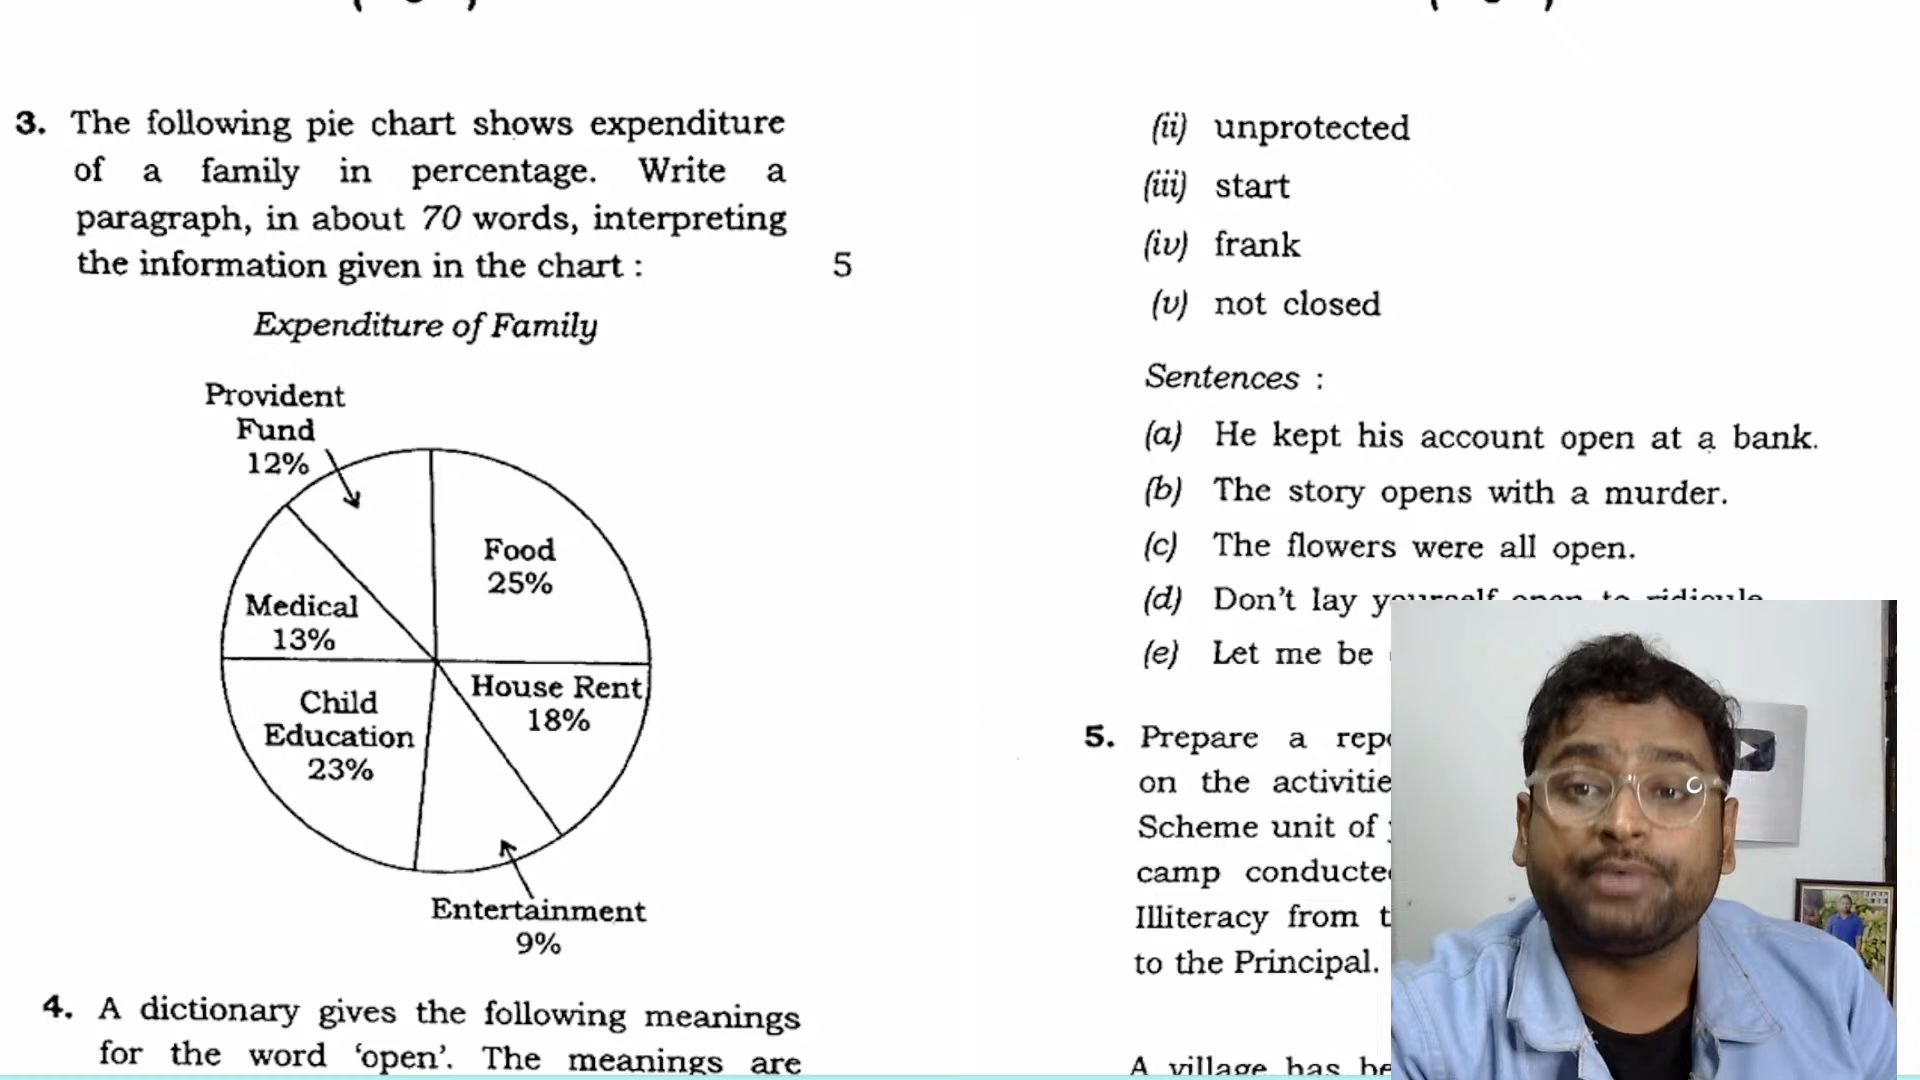 3. The following pie chart shows expenditure
of a family in percentage. Write a
paragraph, in about 70 words, interpreting
the information given in the chart : 5
Expenditure of Family
Provident
Fund
12%
Food
25%
Medical
13%
House Rent
18%
Child
Education
23%
Entertainment
9%
4. A dictionary gives the following meanings
for the word ‘open’. The meanings are
(ii) unprotected
(iii) start
(iv) frank
(v) not closed
Sentences :
(a) He kept his account open at a bank.
(b) The story opens with a murder.
(c) The flowers were all open.
(d) Don’t lay yourself open to ridicule
(e) Let me be
5. Prepare a
on the
Scheme unit of
camp
Illiteracy from
to the Principal.
A village has